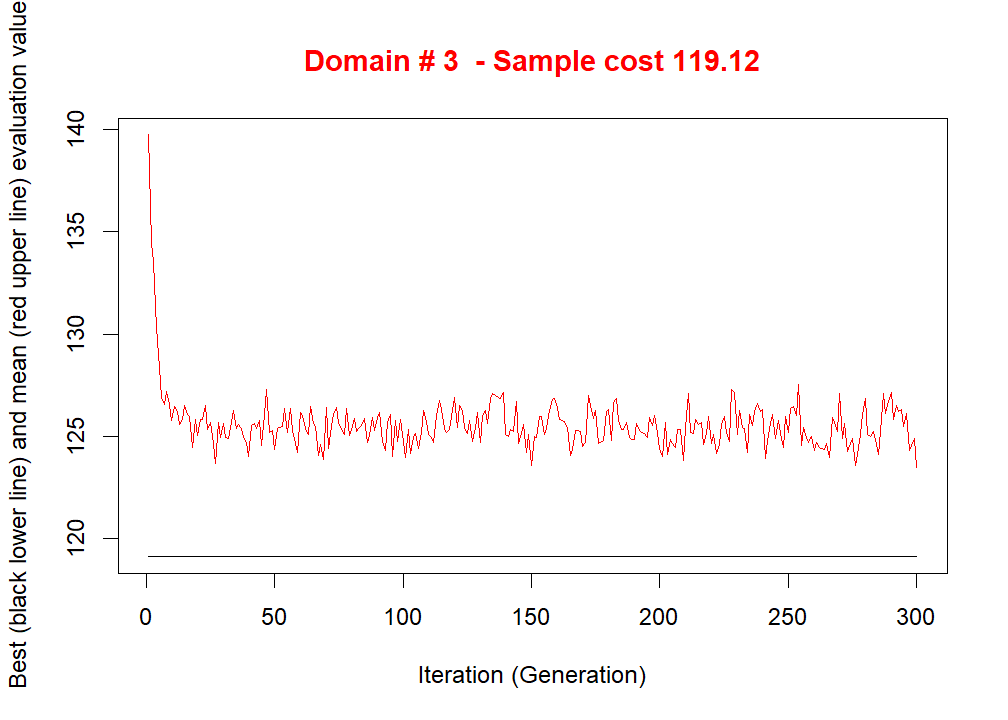 Domain # 3  - Sample cost 119.12
Best (black lower line) and mean (red upper line) evaluation value
140
135
130
125
120
0 50 100 150 200 250 300
Iteration (Generation)